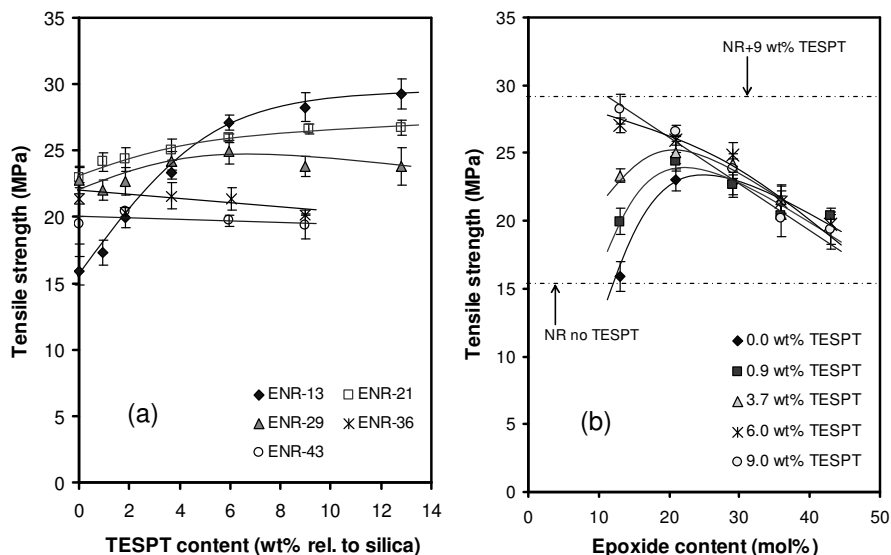 (a)
35
30
25
20
15
10
5
0
Tensile strength (MPa)
ENR-13
ENR-21
ENR-29
ENR-36
ENR-43
0 2 4 6 8 10 12 14
TESPT content (wt% rel. to silica)
35
30
25
20
15
10
5
0
Tensile strength (MPa)
NR+9 wt% TESPT
NR no TESPT
(b)
0.0 wt% TESPT
0.9 wt% TESPT
3.7 wt% TESPT
6.0 wt% TESPT
9.0 wt% TESPT
0 10 20 30 40 50
Epoxide content (mol%)